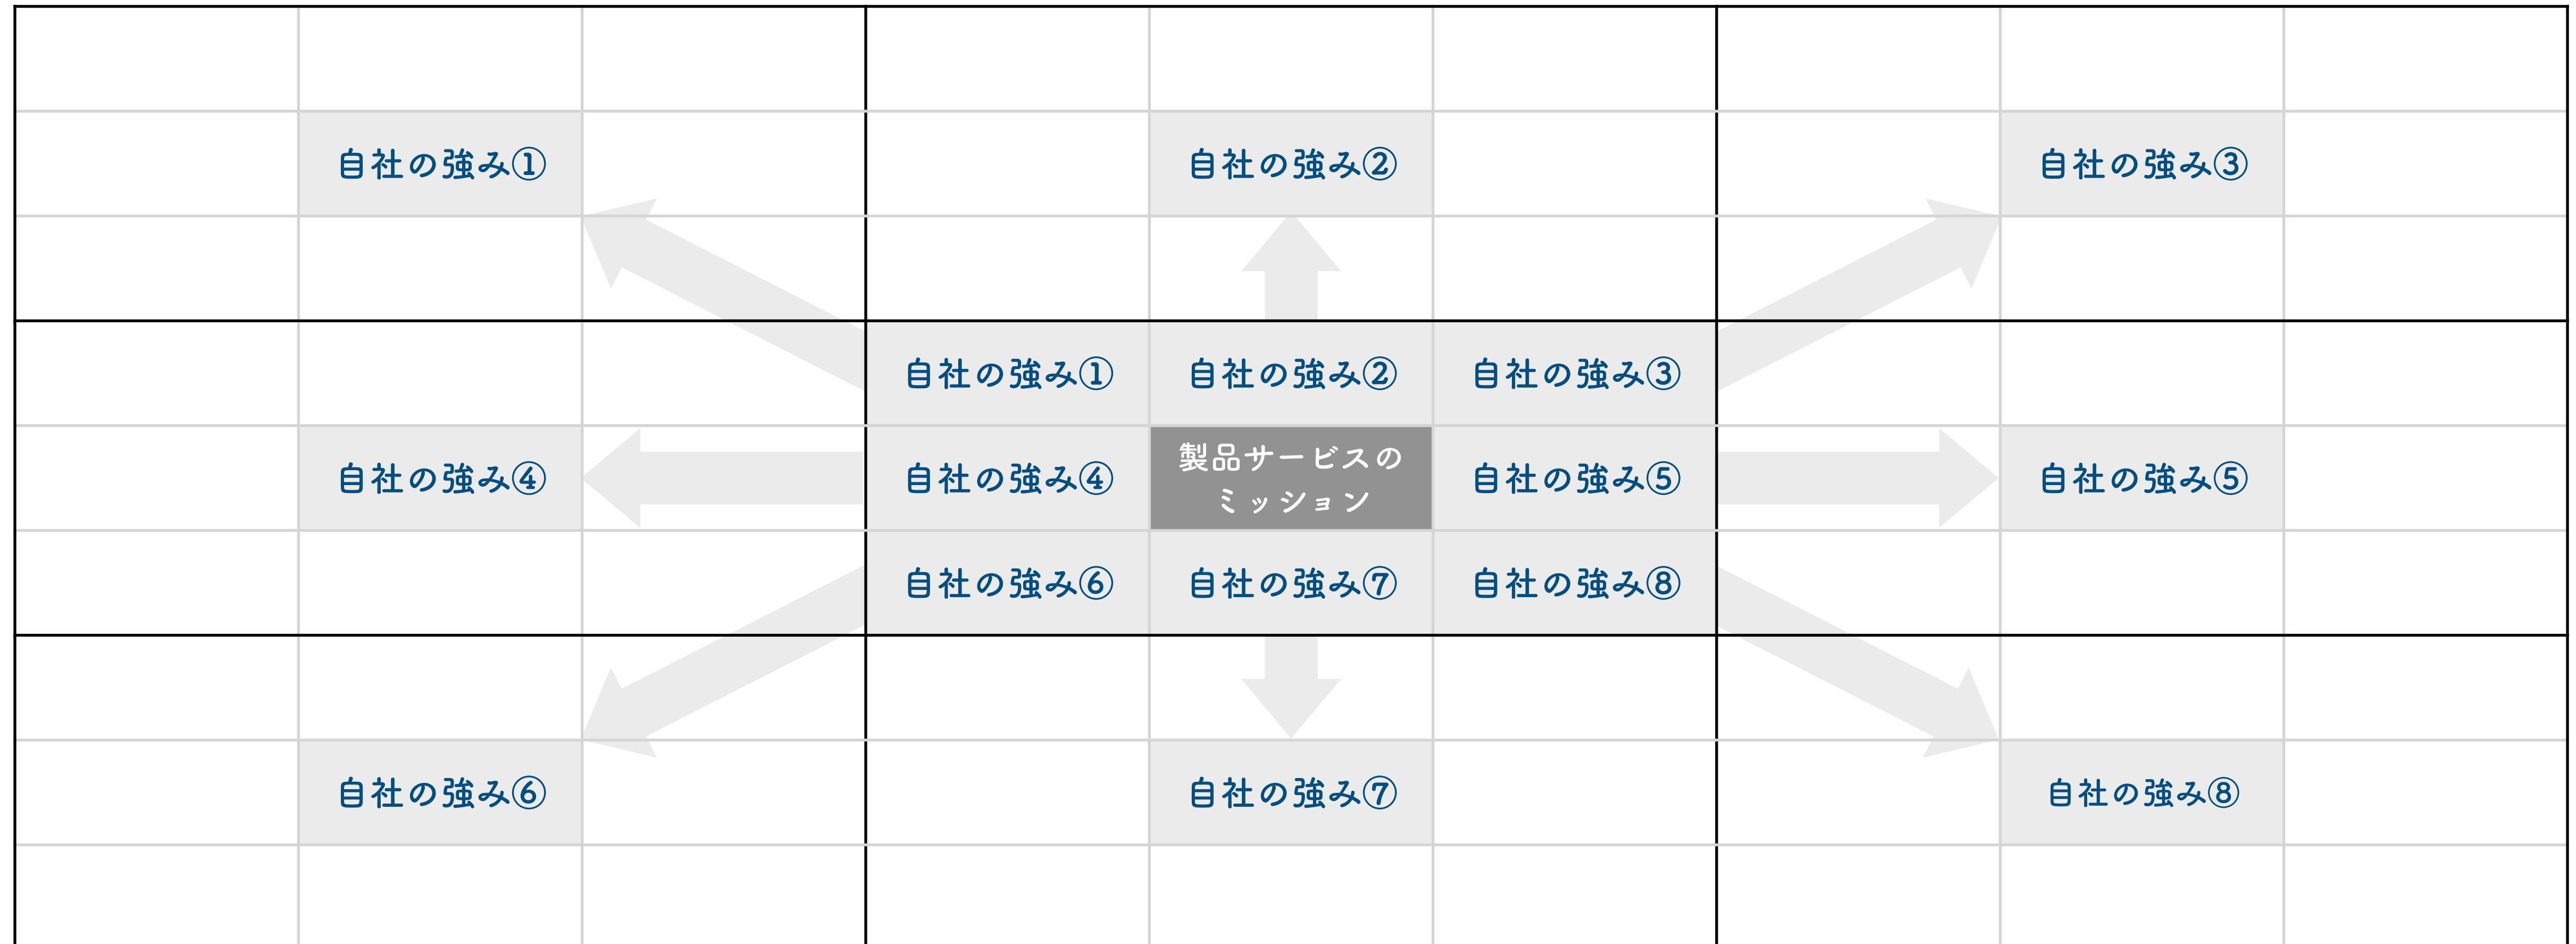 自社の強み①
自社の強み②
自社の強み③
自社の強み①
自社の強み②
自社の強み③
自社の強み④
自社の強み④
製品サービスの
ミッション
自社の強み⑤
自社の強み⑤
自社の強み⑥
自社の強み⑦
自社の強み⑧
自社の強み⑥
自社の強み⑦
自社の強み⑧